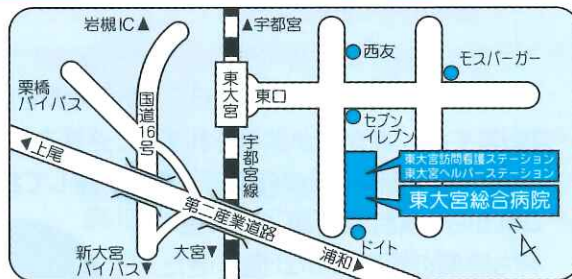 岩槻IC▲
▲宇都宮
西友
モスバーガー
栗橋
バイパス
国道16号
東大宮
東口
セブン
イレブン
◀上尾
宇都宮線
東大宮訪問看護ステーション
東大宮ヘルパーステーション
東大宮総合病院
第二産業道路
新大宮
バイパス▼
大宮▼
浦和▶
ドイト
N